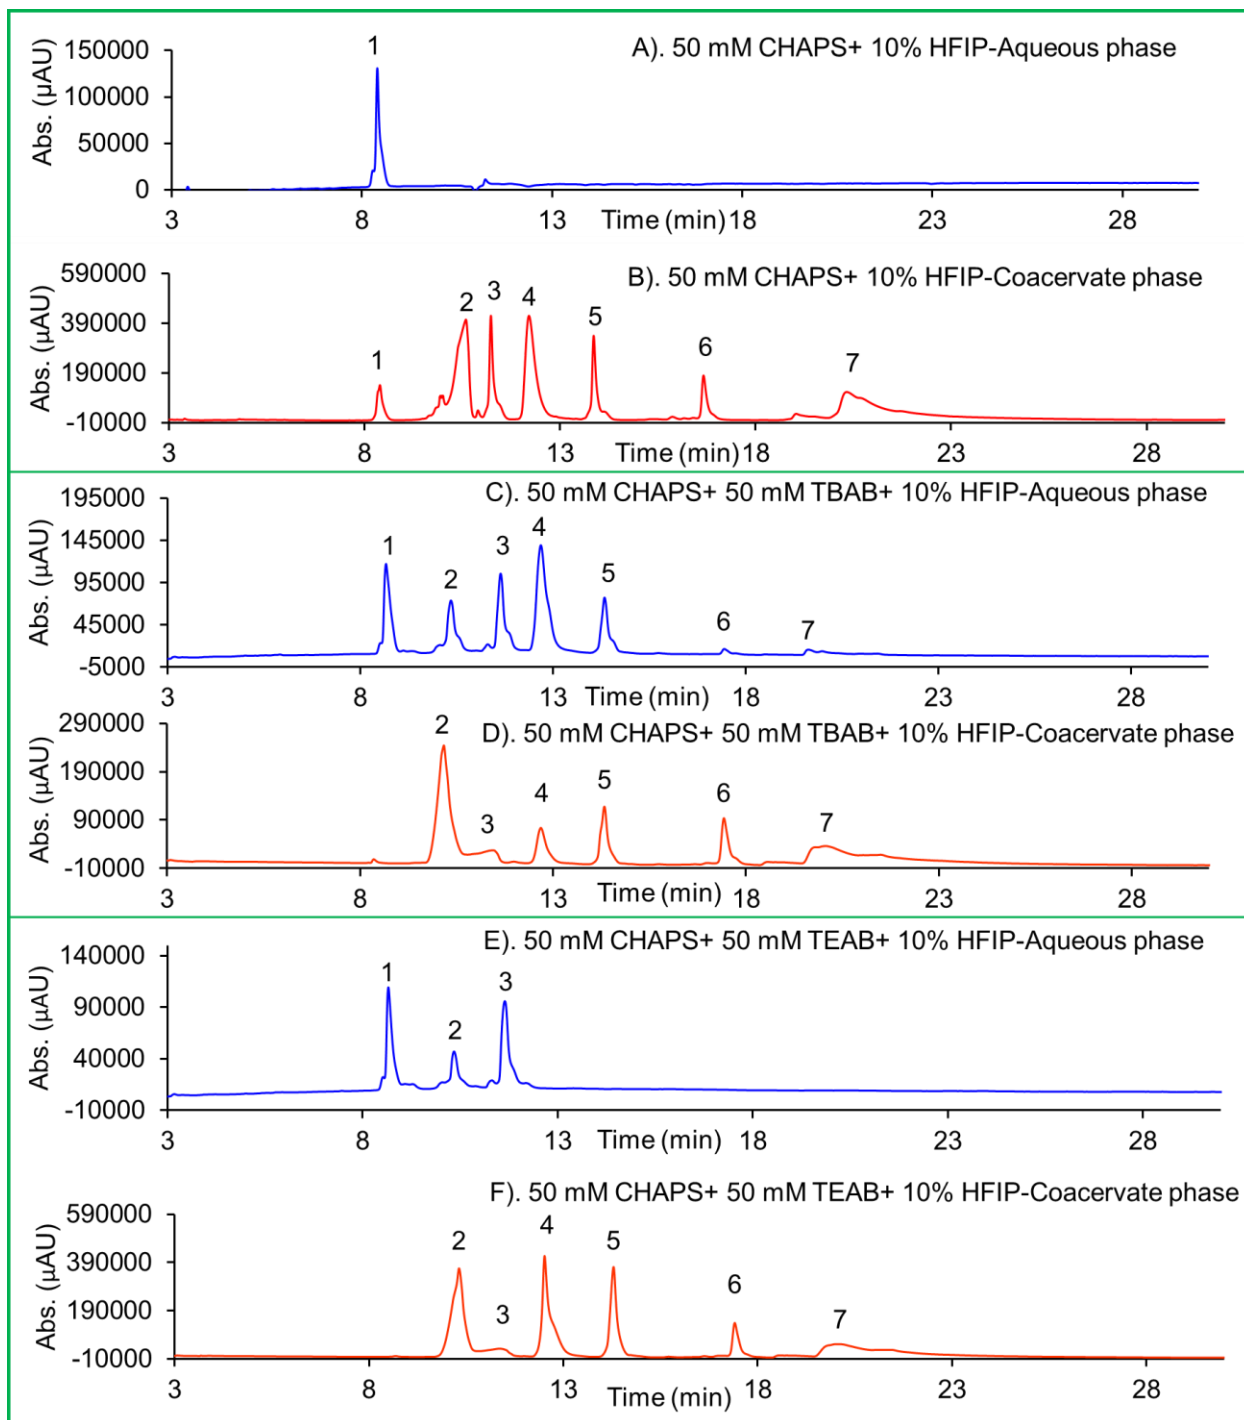 A). 50 mM CHAPS+ 10% HFIP-Aqueous phase
Abs. (µAU)
150000
100000
50000
0
1
3 8 13 18 23 28
Time (min)
B). 50 mM CHAPS+ 10% HFIP-Coacervate phase
Abs. (µAU)
590000
390000
190000
-10000
1 2 3 4 5 6 7
3 8 13 18 23 28
Time (min)
C). 50 mM CHAPS+ 50 mM TBAB+ 10% HFIP-Aqueous phase
Abs. (µAU)
195000
145000
95000
45000
-5000
1 2 3 4 5 6 7
3 8 13 18 23 28
Time (min)
D). 50 mM CHAPS+ 50 mM TBAB+ 10% HFIP-Coacervate phase
Abs. (µAU)
290000
190000
90000
-10000
2 3 4 5 6 7
3 8 13 18 23 28
Time (min)
E). 50 mM CHAPS+ 50 mM TEAB+ 10% HFIP-Aqueous phase
Abs. (µAU)
140000
90000
40000
-10000
1 2 3
3 8 13 18 23 28
Time (min)
F). 50 mM CHAPS+ 50 mM TEAB+ 10% HFIP-Coacervate phase
Abs. (µAU)
590000
390000
190000
-10000
2 3 4 5 6 7
3 8 13 18 23 28
Time (min)